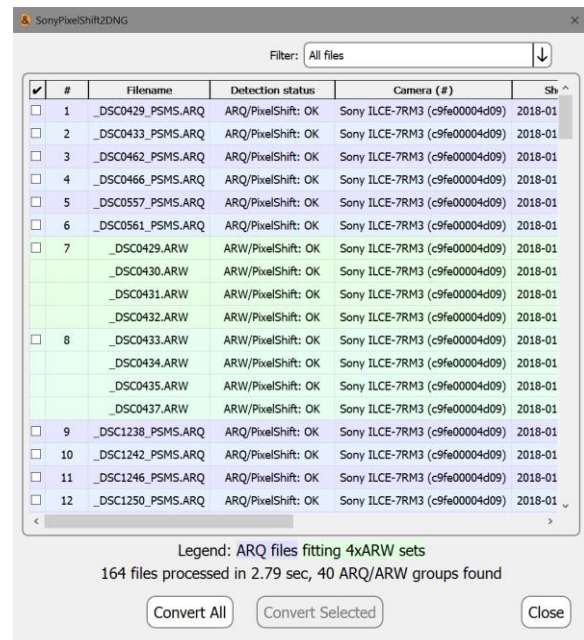 SonyPixelShift2DNG
Filter: All files
# Filename Detection status Camera (#) Sh
1 _DSC0429_PSMS.ARQ ARQ/PixelShift: OK Sony ILCE-7RM3 (c9fe00004d09) 2018-01
2 _DSC0433_PSMS.ARQ ARQ/PixelShift: OK Sony ILCE-7RM3 (c9fe00004d09) 2018-01
3 _DSC0462_PSMS.ARQ ARQ/PixelShift: OK Sony ILCE-7RM3 (c9fe00004d09) 2018-01
4 _DSC0466_PSMS.ARQ ARQ/PixelShift: OK Sony ILCE-7RM3 (c9fe00004d09) 2018-01
5 _DSC0557_PSMS.ARQ ARQ/PixelShift: OK Sony ILCE-7RM3 (c9fe00004d09) 2018-01
6 _DSC0561_PSMS.ARQ ARQ/PixelShift: OK Sony ILCE-7RM3 (c9fe00004d09) 2018-01
7 _DSC0429.ARW ARW/PixelShift: OK Sony ILCE-7RM3 (c9fe00004d09) 2018-01
_DSC0430.ARW ARW/PixelShift: OK Sony ILCE-7RM3 (c9fe00004d09) 2018-01
_DSC0431.ARW ARW/PixelShift: OK Sony ILCE-7RM3 (c9fe00004d09) 2018-01
_DSC0432.ARW ARW/PixelShift: OK Sony ILCE-7RM3 (c9fe00004d09) 2018-01
8 _DSC0433.ARW ARW/PixelShift: OK Sony ILCE-7RM3 (c9fe00004d09) 2018-01
_DSC0434.ARW ARW/PixelShift: OK Sony ILCE-7RM3 (c9fe00004d09) 2018-01
_DSC0435.ARW ARW/PixelShift: OK Sony ILCE-7RM3 (c9fe00004d09) 2018-01
_DSC0437.ARW ARW/PixelShift: OK Sony ILCE-7RM3 (c9fe00004d09) 2018-01
9 _DSC1238_PSMS.ARQ ARQ/PixelShift: OK Sony ILCE-7RM3 (c9fe00004d09) 2018-01
10 _DSC1242_PSMS.ARQ ARQ/PixelShift: OK Sony ILCE-7RM3 (c9fe00004d09) 2018-01
11 _DSC1246_PSMS.ARQ ARQ/PixelShift: OK Sony ILCE-7RM3 (c9fe00004d09) 2018-01
12 _DSC1250_PSMS.ARQ ARQ/PixelShift: OK Sony ILCE-7RM3 (c9fe00004d09) 2018-01
Legend: ARQ files fitting 4xARW sets
164 files processed in 2.79 sec, 40 ARQ/ARW groups found
Convert All Convert Selected Close